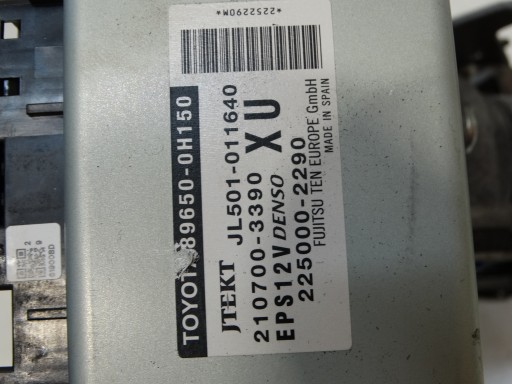 *2252290M*
TOYOTA 89650-0H150
JTEKT JL501-011640
210700-3390 XU
EPS12V DENSO
225000-2290
FUJITSU TEN EUROPE GmbH
MADE IN SPAIN